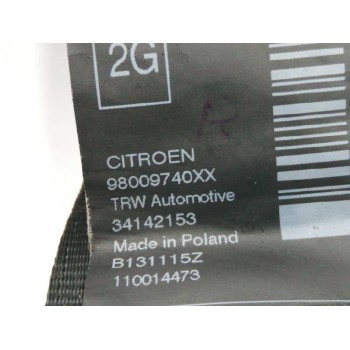 2G
CITROEN
98009740XX
TRW Automotive
34142153
Made in Poland
B131115Z
110014473